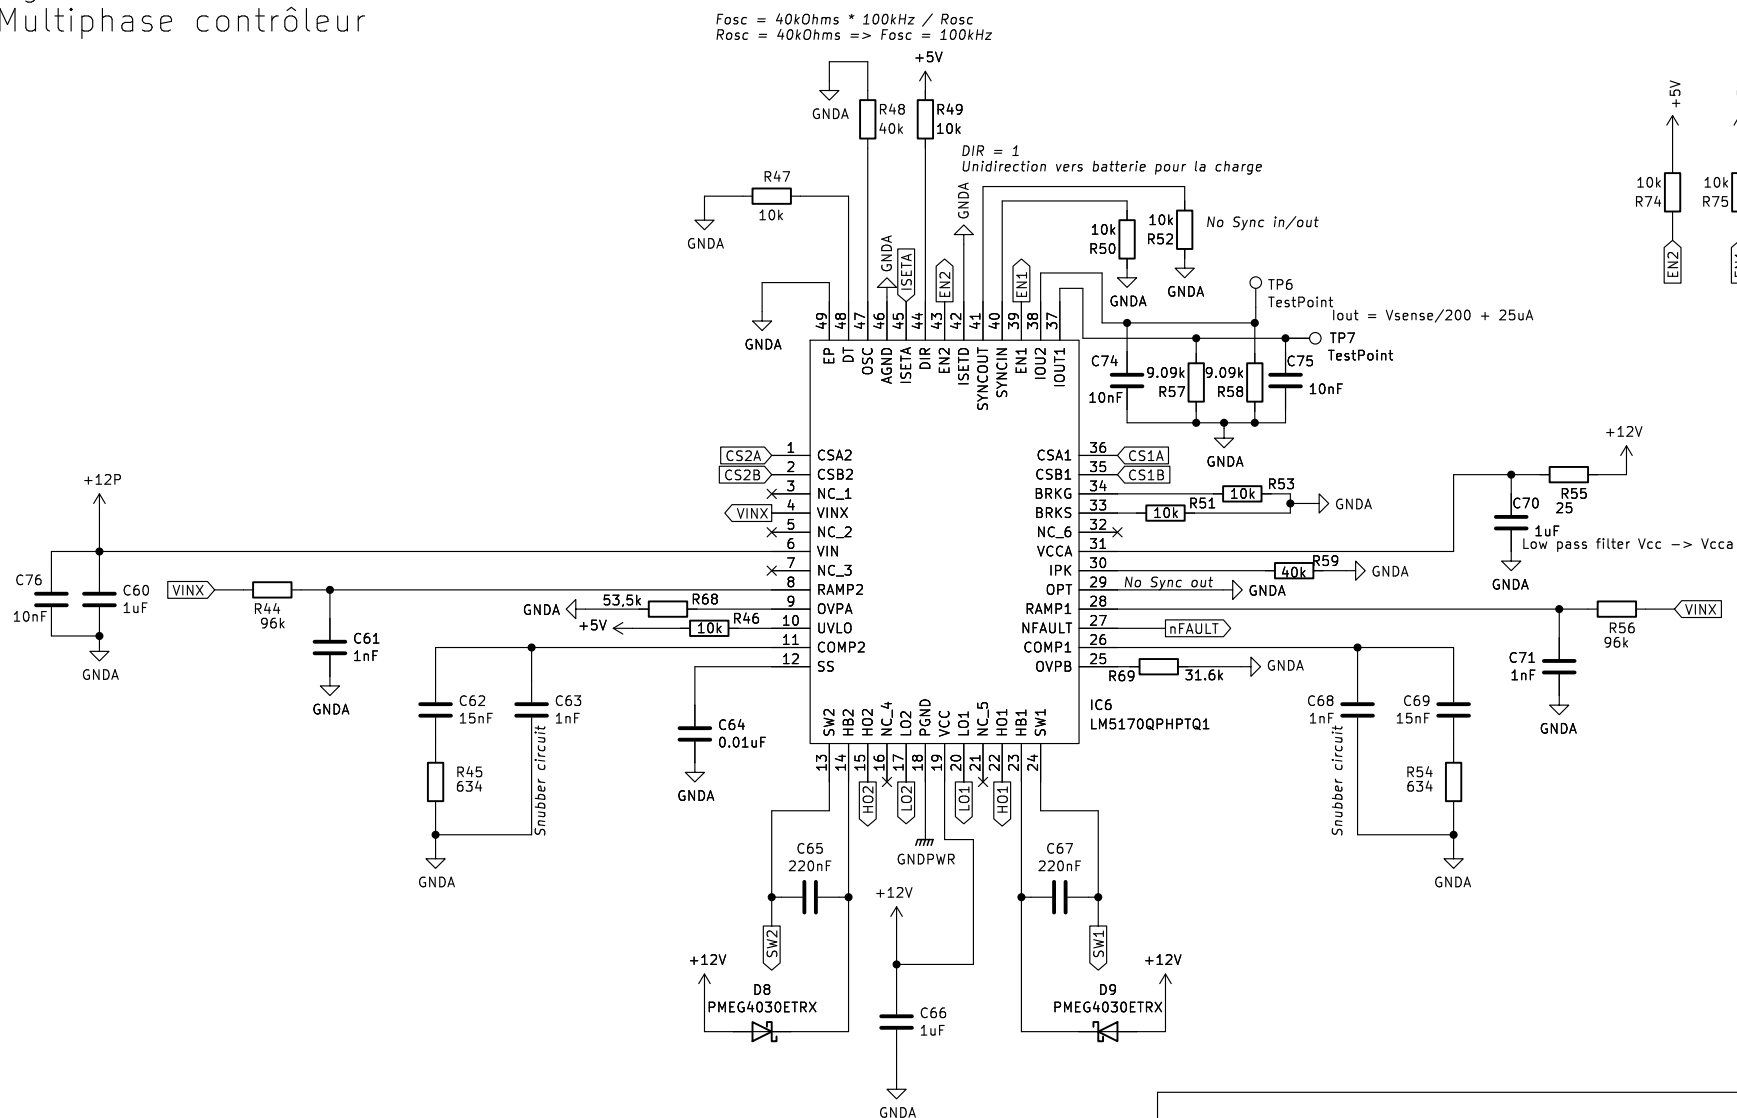 Multiphase contrôleur
Fosc = 40kOhms * 100kHz / Rosc
Rosc = 40kOhms => Fosc = 100kHz
+5V
GNDA
R48
40k
R49
10k
DIR = 1
Unidirection vers batterie pour la charge
R47
10k
GNDA
GNDA
ISETA
EN2
GNDA
EN1
10k
R50
10k
R52
No Sync in/out
GNDA
GNDA
+5V
10k
R74
EN2
10k
R75
TP6
TestPoint
Iout = Vsense/200 + 25uA
TP7
TestPoint
GNDA
49 48 47 46 45 44 43 42 41 40 39 38 37
EP DT OSC AGND ISETA DIR EN2 ISETD SYNCOUT SYNCIN EN1 IOU2 IOUT1
C74
10nF
9.09k
R57
9.09k
R58
C75
10nF
GNDA
CS2A 1 CSA2
CS2B 2 CSB2
3 NC_1
VINX 4 VINX
5 NC_2
6 VIN
7 NC_3
8 RAMP2
9 OVPA
10 UVLO
11 COMP2
12 SS
CSA1 36 CS1A
CSB1 35 CS1B
BRKG 34
BRKS 33
NC_6 32
VCCA 31
IPK 30
OPT 29
RAMP1 28
NFAULT 27
COMP1 26
OVPB 25
10k R53
10k R51
GNDA
+12V
R55
25
C70
1uF
Low pass filter Vcc -> Vcca
GNDA
R59
40k
GNDA
No Sync out
GNDA
VINX
R56
96k
nFAULT
R69 31.6k
GNDA
C71
1nF
GNDA
+12P
C76
10nF
C60
1uF
GNDA
VINX
R44
96k
C61
1nF
GNDA
GNDA
53,5k
R68
+5V
10k
R46
C62
15nF
C63
1nF
Snubber circuit
R45
634
GNDA
C64
0.01uF
GNDA
SW2 HB2 HO2 NC_4 LO2 PGND VCC LO1 NC_5 HO1 HB1 SW1
13 14 15 16 17 18 19 20 21 22 23 24
IC6
LM5170QPHPTQ1
HO2
LO2
LO1
HO1
GNDPWR
C68
1nF
C69
15nF
Snubber circuit
R54
634
GNDA
C65
220nF
C67
220nF
+12V
SW2
SW1
+12V
+12V
D8
PMEG4030ETRX
D9
PMEG4030ETRX
C66
1uF
GNDA